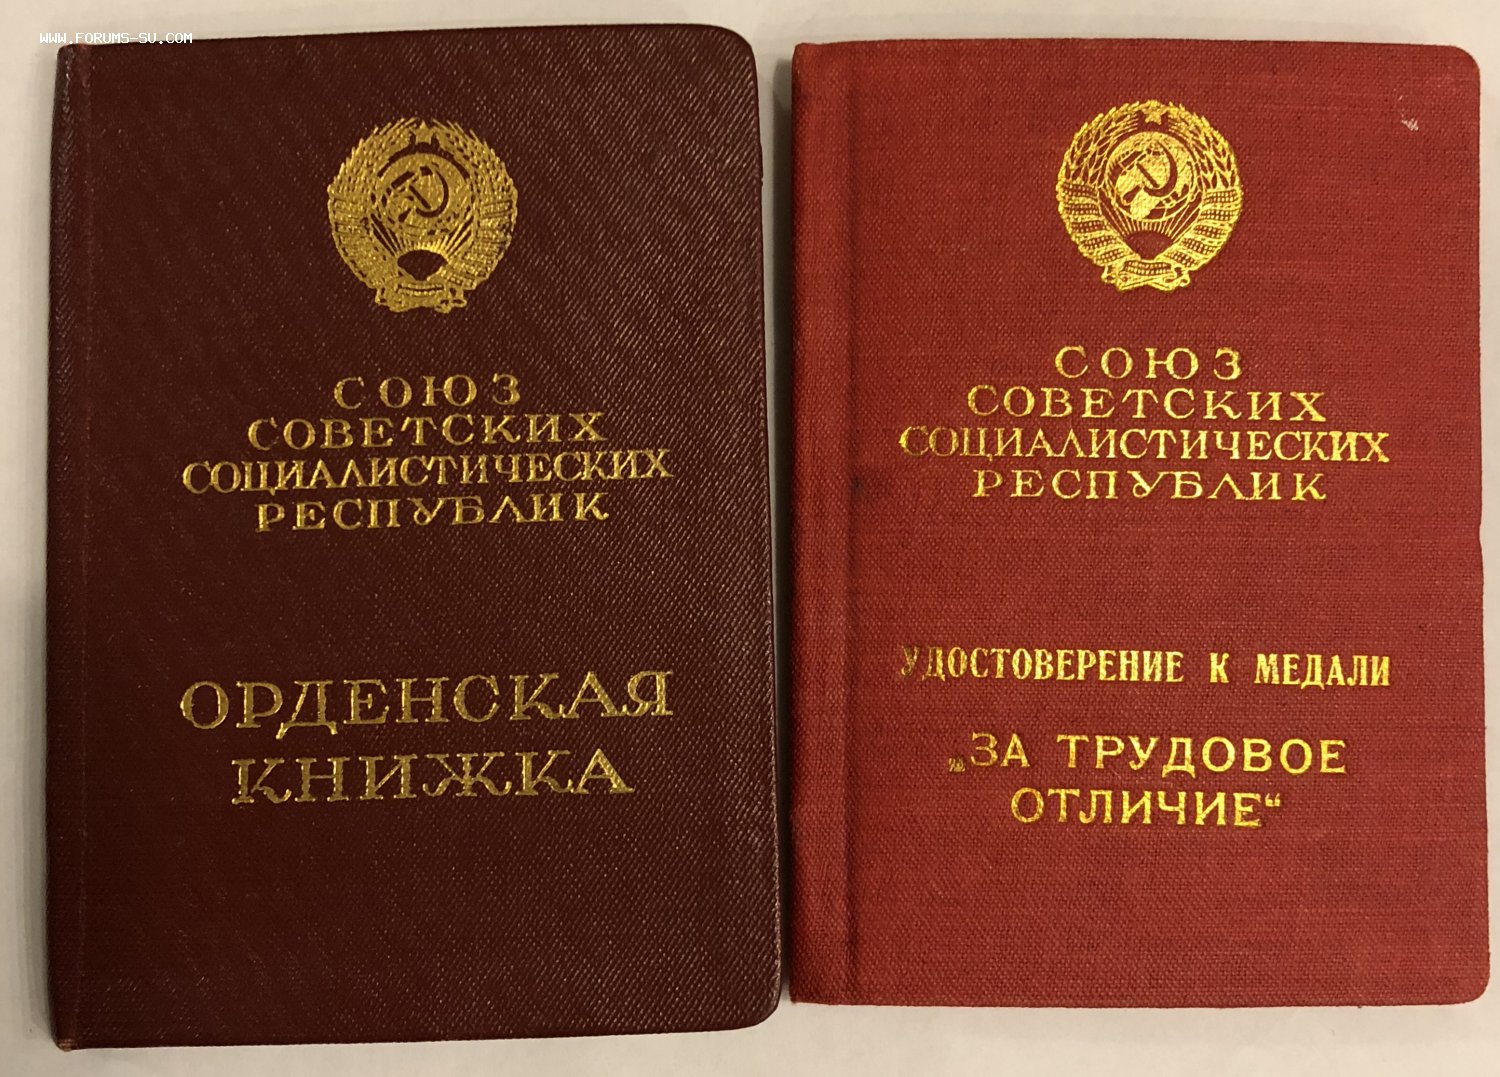 WWW.FORUMS-SU.COM
СОЮЗ
СОВЕТСКИХ
СОЦИАЛИСТИЧЕСКИХ
РЕСПУБЛИК
ОРДЕНСКАЯ
КНИЖКА
СОЮЗ
СОВЕТСКИХ
СОЦИАЛИСТИЧЕСКИХ
РЕСПУБЛИК
УДОСТОВЕРЕНИЕ К МЕДАЛИ
„ЗА ТРУДОВОЕ
ОТЛИЧИЕ“